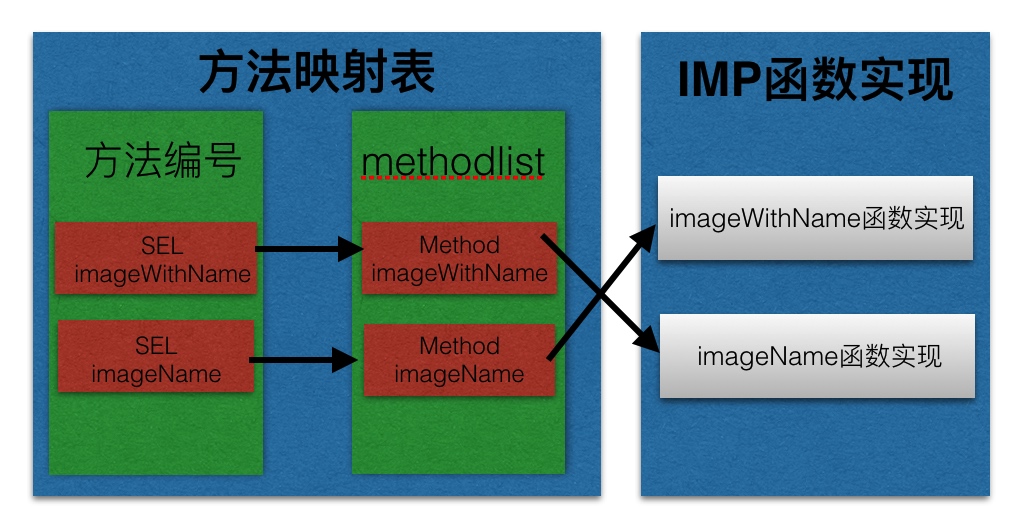 方法映射表
IMP函数实现
方法编号
methodlist
SEL
imageWithName
Method
imageWithName
imageWithName函数实现
SEL
imageName
Method
imageName
imageName函数实现